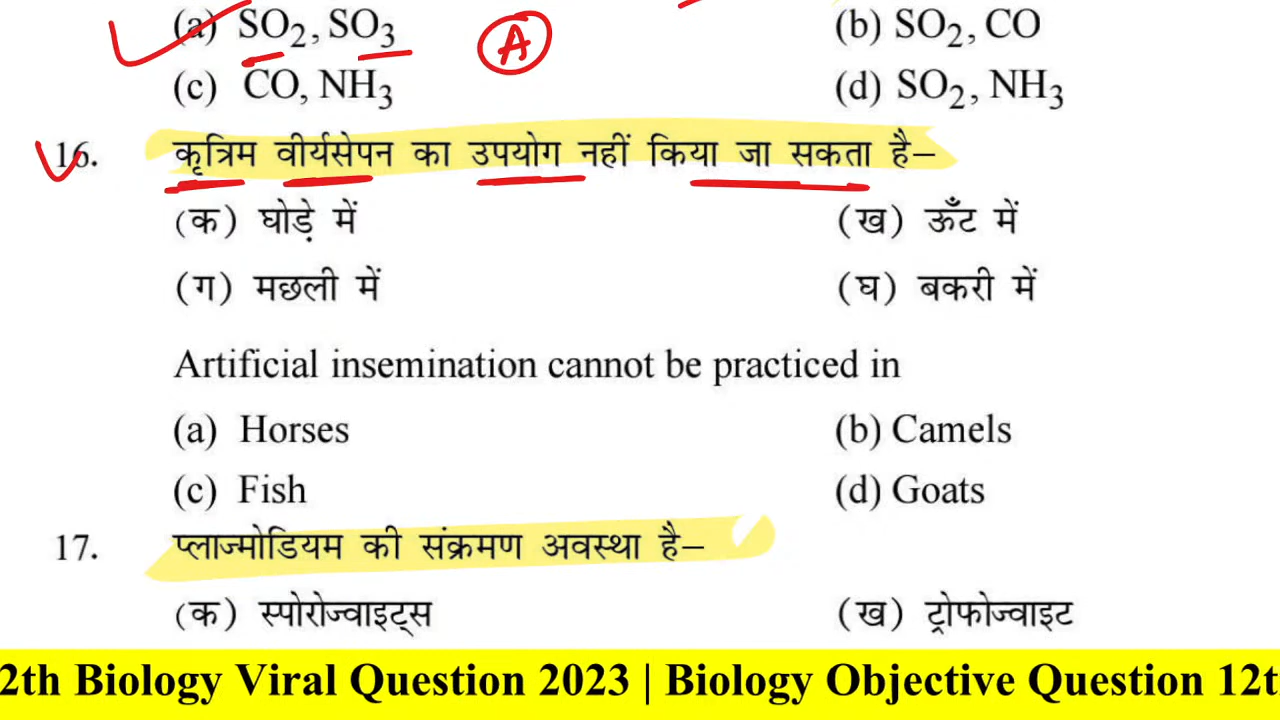 (a) SO2, SO3 (A) (b) SO2, CO
(c) CO, NH3 (d) SO2, NH3
16. कृत्रिम वीर्यसेपन का उपयोग नहीं किया जा सकता है–
(क) घोड़े में (ख) ऊँट में
(ग) मछली में (घ) बकरी में
Artificial insemination cannot be practiced in
(a) Horses (b) Camels
(c) Fish (d) Goats
17. प्लाज्मोडियम की संक्रमण अवस्था है–
(क) स्पोरोज्वाइट्स (ख) ट्रोफोज्वाइट
2th Biology Viral Question 2023 | Biology Objective Question 12t